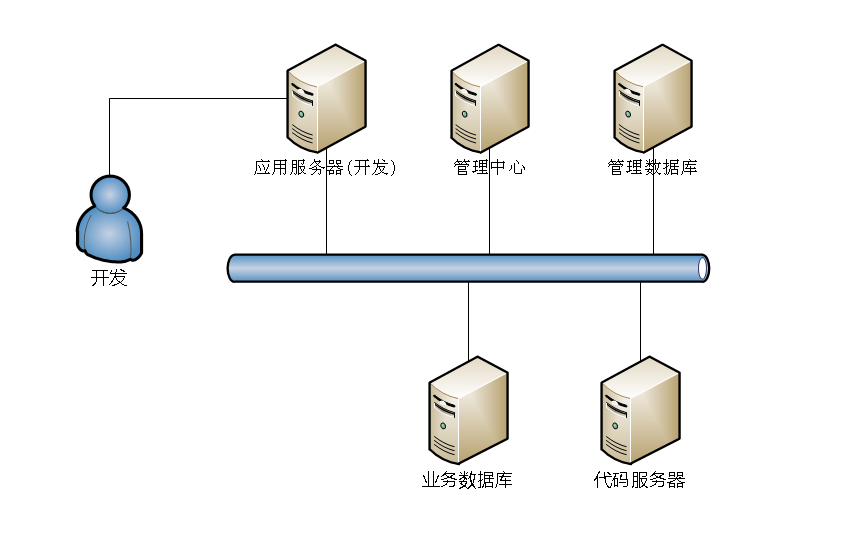 应用服务器(开发)
管理中心
管理数据库
开发
业务数据库
代码服务器